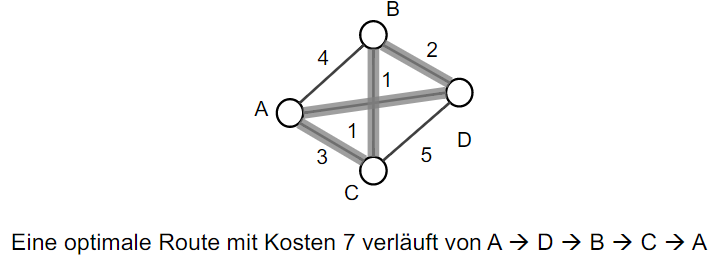 B
4
2
1
A
1
D
3
5
C
Eine optimale Route mit Kosten 7 verläuft von A → D → B → C → A